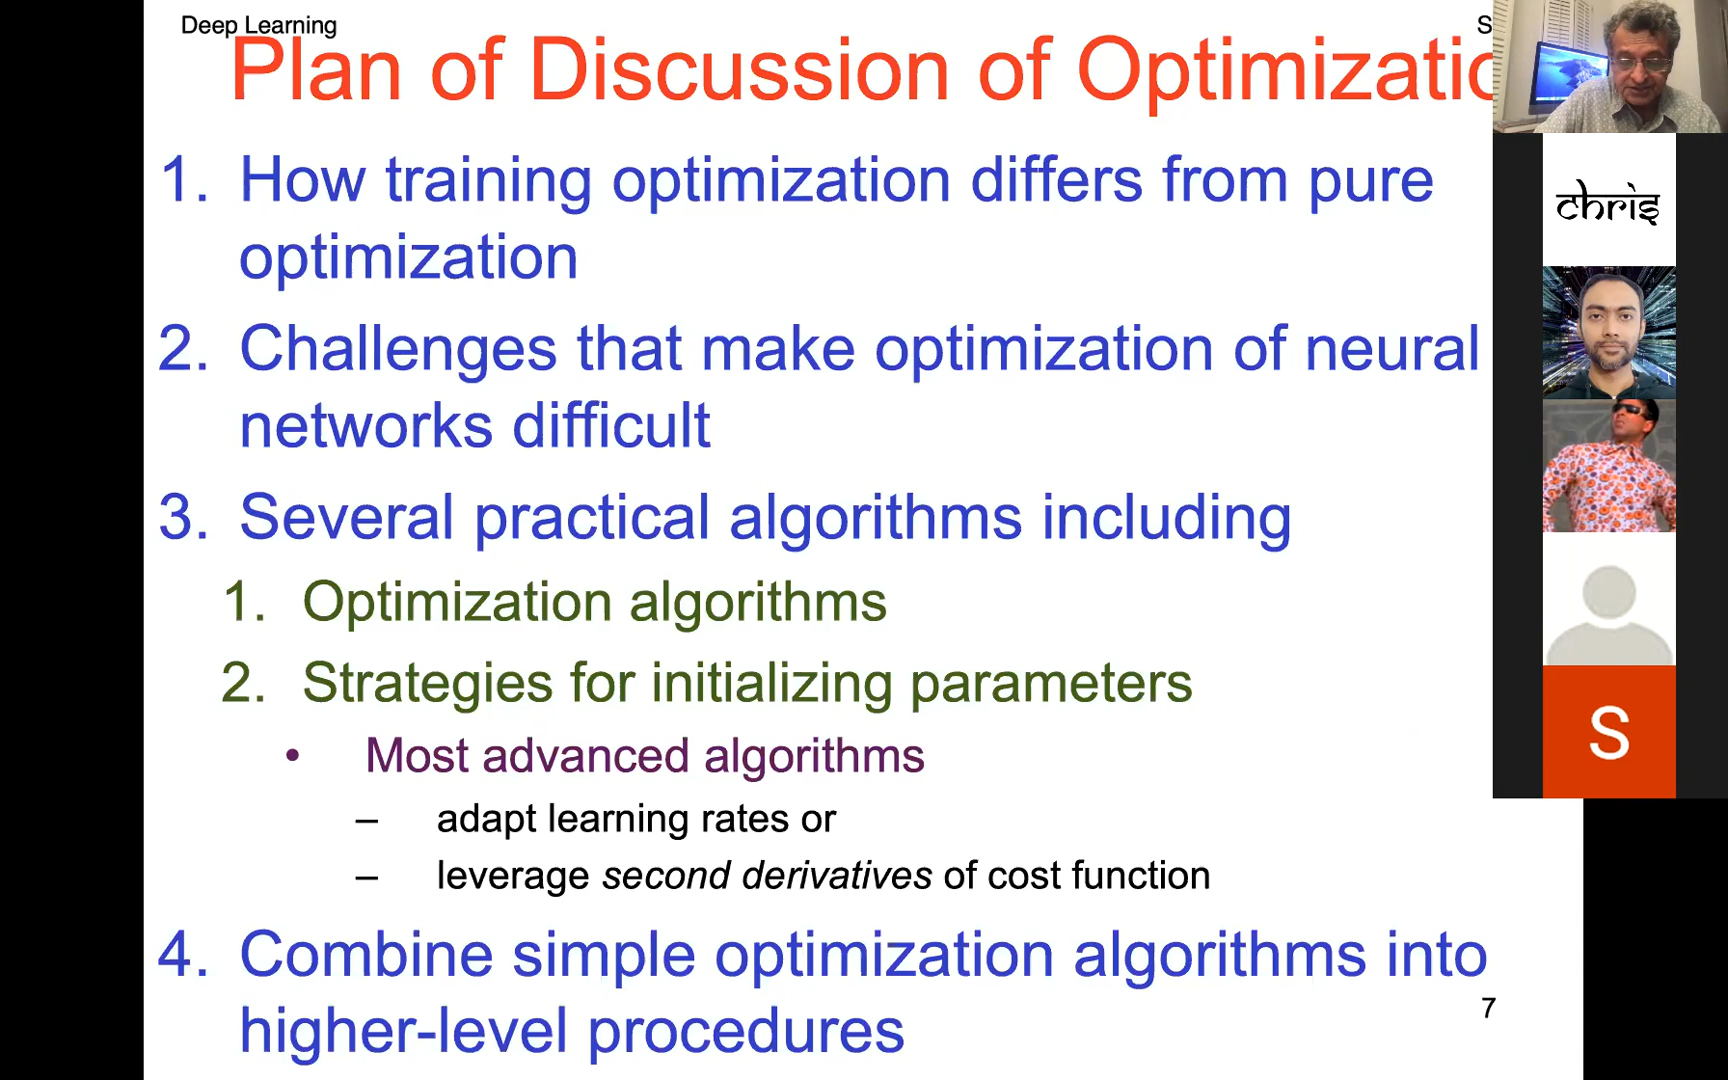 Deep Learning
S
Plan of Discussion of Optimizatio
1. How training optimization differs from pure
optimization
2. Challenges that make optimization of neural
networks difficult
3. Several practical algorithms including
1. Optimization algorithms
2. Strategies for initializing parameters
• Most advanced algorithms
– adapt learning rates or
– leverage second derivatives of cost function
4. Combine simple optimization algorithms into
higher-level procedures
7
chris
S